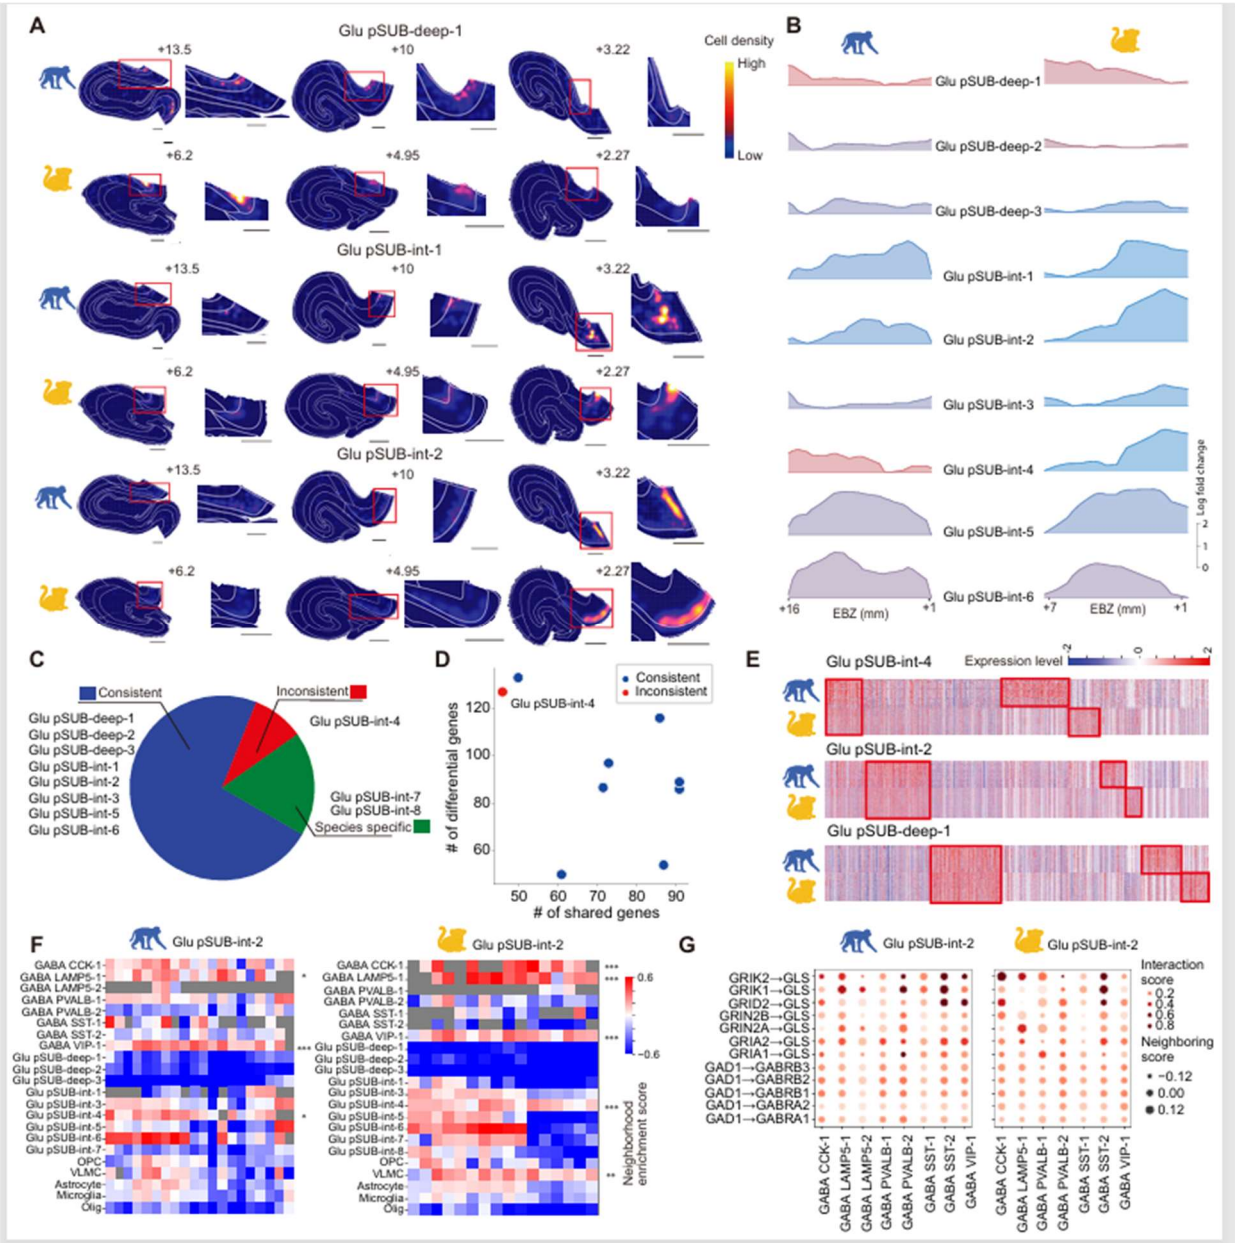 A
Glu pSUB-deep-1
+13.5
+10
+3.22
Cell density
High
Low
+6.2
+4.95
+2.27
Glu pSUB-int-1
+13.5
+10
+3.22
+6.2
+4.95
+2.27
Glu pSUB-int-2
+13.5
+10
+3.22
+6.2
+4.95
+2.27
B
Glu pSUB-deep-1
Glu pSUB-deep-2
Glu pSUB-deep-3
Glu pSUB-int-1
Glu pSUB-int-2
Glu pSUB-int-3
Glu pSUB-int-4
Glu pSUB-int-5
Glu pSUB-int-6
Log fold change
2
1
0
+16
EBZ (mm)
+1
+7
EBZ (mm)
+1
C
Consistent
Inconsistent
Glu pSUB-deep-1
Glu pSUB-deep-2
Glu pSUB-deep-3
Glu pSUB-int-1
Glu pSUB-int-2
Glu pSUB-int-3
Glu pSUB-int-5
Glu pSUB-int-6
Glu pSUB-int-4
Glu pSUB-int-7
Glu pSUB-int-8
Species specific
D
Consistent
Inconsistent
Glu pSUB-int-4
# of differential genes
120
100
80
60
50
60
70
80
90
# of shared genes
E
Glu pSUB-int-4
Expression level
-2
0
2
Glu pSUB-int-2
Glu pSUB-deep-1
F
Glu pSUB-int-2
GABA CCK-1
GABA LAMP5-1
*
GABA LAMP5-2
GABA PVALB-1
GABA PVALB-2
GABA SST-1
GABA SST-2
GABA VIP-1
***
Glu pSUB-deep-1
Glu pSUB-deep-2
Glu pSUB-deep-3
Glu pSUB-int-1
Glu pSUB-int-3
Glu pSUB-int-4
*
Glu pSUB-int-5
Glu pSUB-int-6
Glu pSUB-int-7
OPC
VLMC
Astrocyte
Microglia
Olig
Glu pSUB-int-2
GABA CCK-1
***
GABA LAMP5-1
***
GABA PVALB-1
GABA PVALB-2
GABA SST-1
GABA SST-2
GABA VIP-1
***
Glu pSUB-deep-1
Glu pSUB-deep-2
Glu pSUB-deep-3
Glu pSUB-int-1
Glu pSUB-int-3
Glu pSUB-int-4
***
Glu pSUB-int-5
Glu pSUB-int-6
Glu pSUB-int-7
Glu pSUB-int-8
OPC
VLMC
**
Astrocyte
Microglia
Olig
0.6
-0.6
Neighborhood
enrichment score
G
Glu pSUB-int-2
Glu pSUB-int-2
GRIK2→GLS
GRIK1→GLS
GRID2→GLS
GRIN2B→GLS
GRIN2A→GLS
GRIA2→GLS
GRIA1→GLS
GAD1→GABRB3
GAD1→GABRB2
GAD1→GABRB1
GAD1→GABRA2
GAD1→GABRA1
GABA CCK-1
GABA LAMP5-1
GABA LAMP5-2
GABA PVALB-1
GABA PVALB-2
GABA SST-1
GABA SST-2
GABA VIP-1
GABA CCK-1
GABA LAMP5-1
GABA PVALB-1
GABA PVALB-2
GABA SST-1
GABA SST-2
GABA VIP-1
Interaction
score
0.2
0.4
0.6
0.8
Neighboring
score
−0.12
0.00
0.12